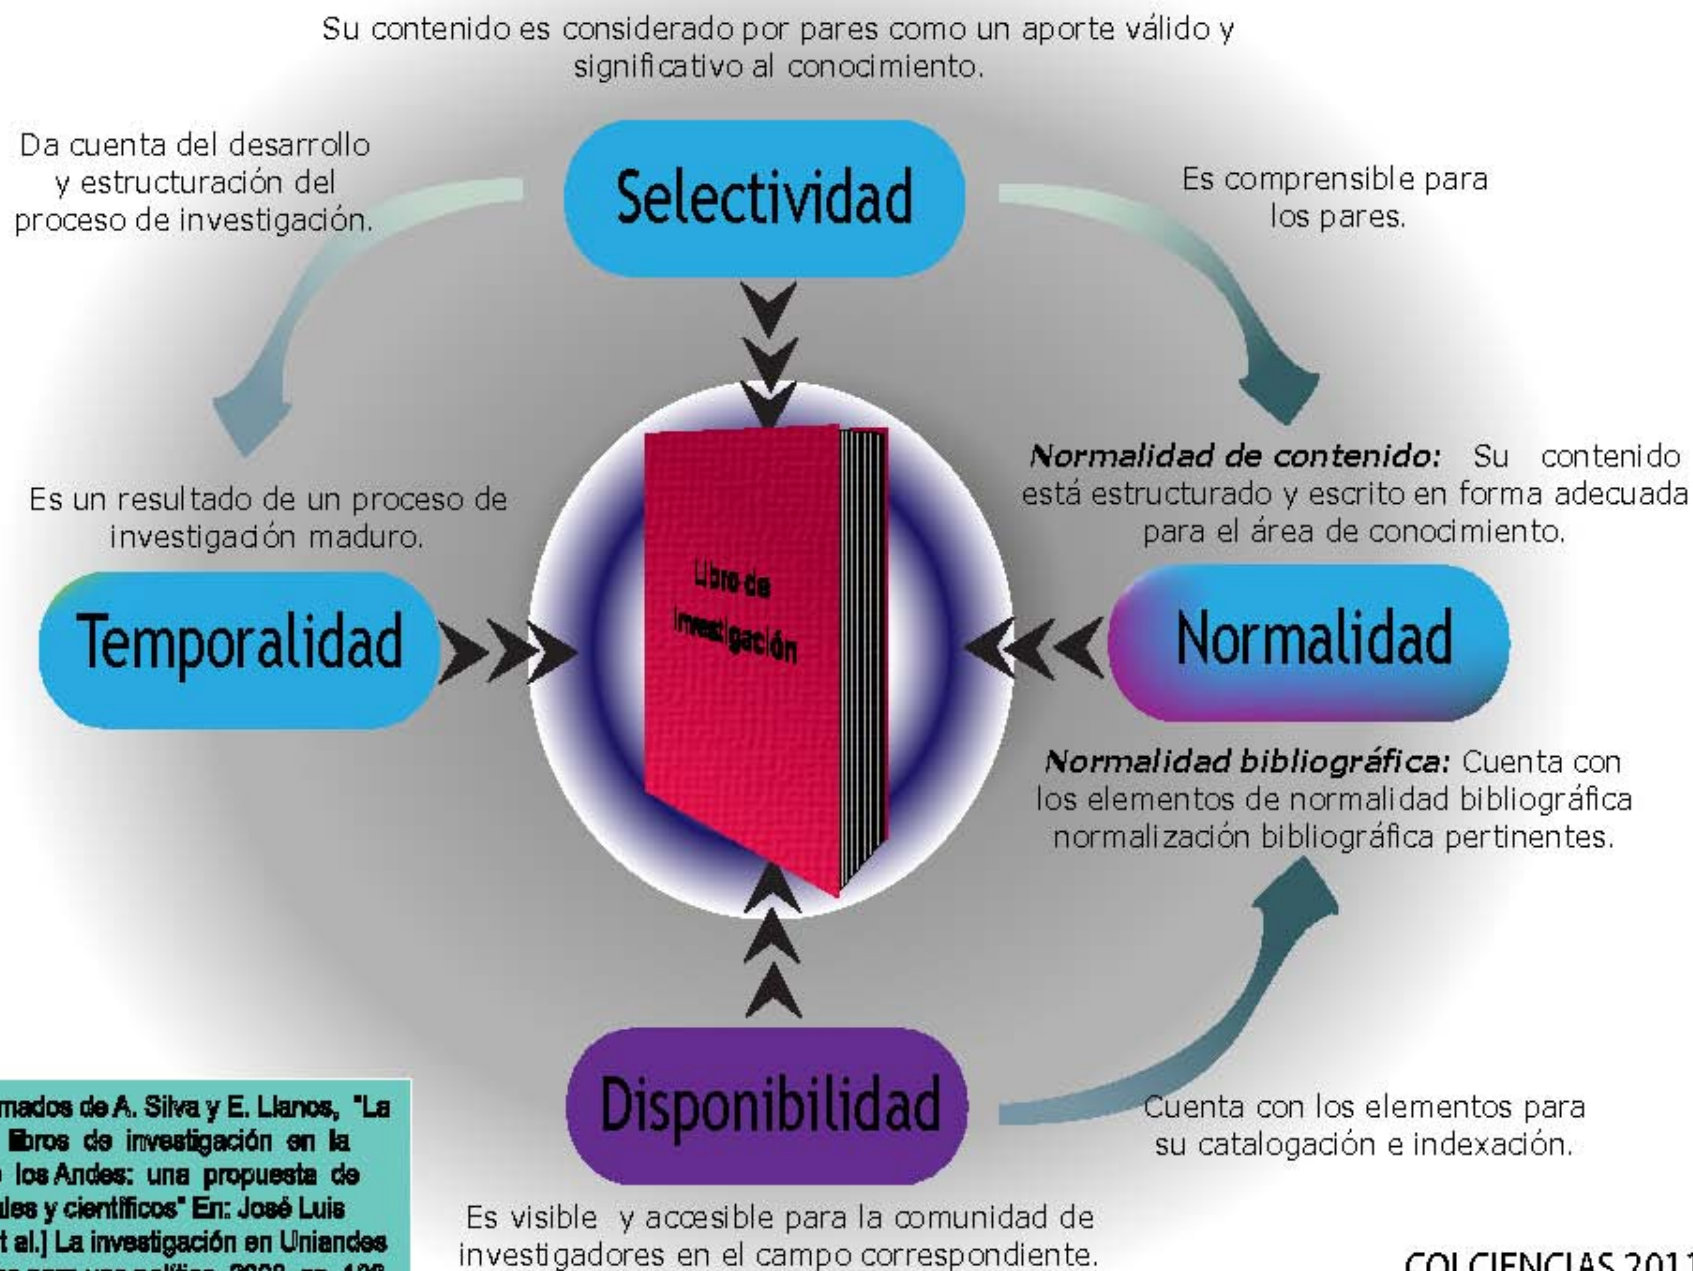 Su contenido es considerado por pares como un aporte válido y
significativo al conocimiento.
Da cuenta del desarrollo
y estructuración del
proceso de investigación.
Selectividad
Es comprensible para
los pares.
Es un resultado de un proceso de
investigación maduro.
Temporalidad
Libro de
investigación
Normalidad de contenido: Su contenido
está estructurado y escrito en forma adecuada
para el área de conocimiento.
Normalidad
Normalidad bibliográfica: Cuenta con
los elementos de normalidad bibliográfica
normalización bibliográfica pertinentes.
Disponibilidad
Cuenta con los elementos para
su catalogación e indexación.
Es visible y accesible para la comunidad de
investigadores en el campo correspondiente.
mados de A. Silva y E. Llanos, "La
libros de investigación en la
los Andes: una propuesta de
ales y científicos" En: José Luis
t al.] La investigación en Uniandes
política, 2008, pp.
COLCIENCIAS 2011